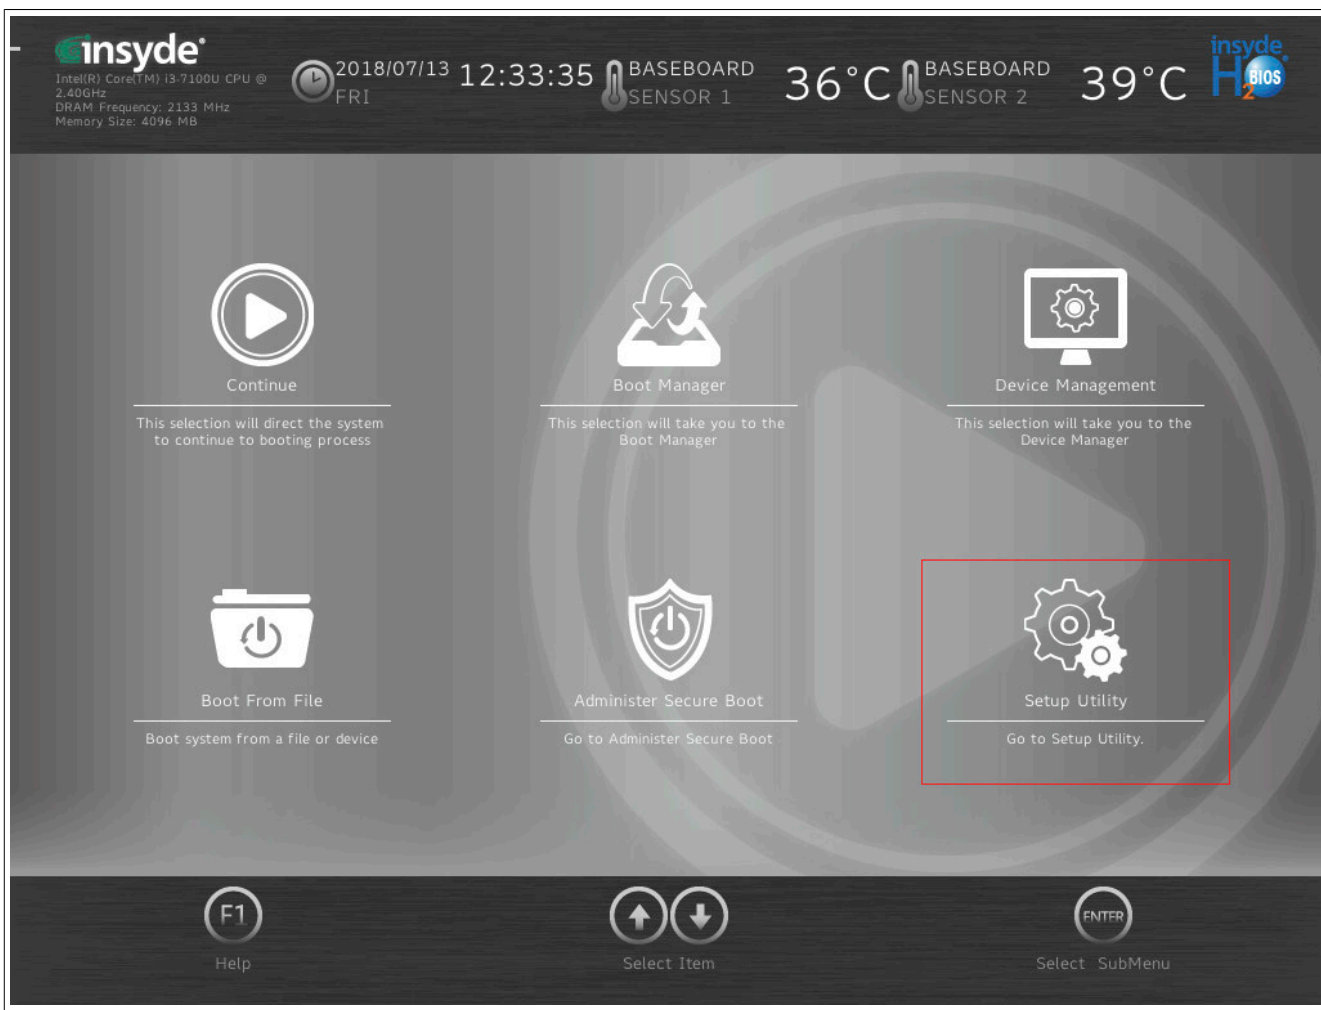 insyde®
Intel(R) Core(TM) i3-7100U CPU @
2.40GHz
DRAM Frequency: 2133 MHz
Memory Size: 4096 MB
2018/07/13
FRI
12:33:35
BASEBOARD
SENSOR 1
36°C
BASEBOARD
SENSOR 2
39°C
insyde
H2BIOS
Continue
This selection will direct the system
to continue to booting process
Boot Manager
This selection will take you to the
Boot Manager
Device Management
This selection will take you to the
Device Manager
Boot From File
Boot system from a file or device
Administer Secure Boot
Go to Administer Secure Boot
Setup Utility
Go to Setup Utility.
F1
Help
Select Item
ENTER
Select SubMenu